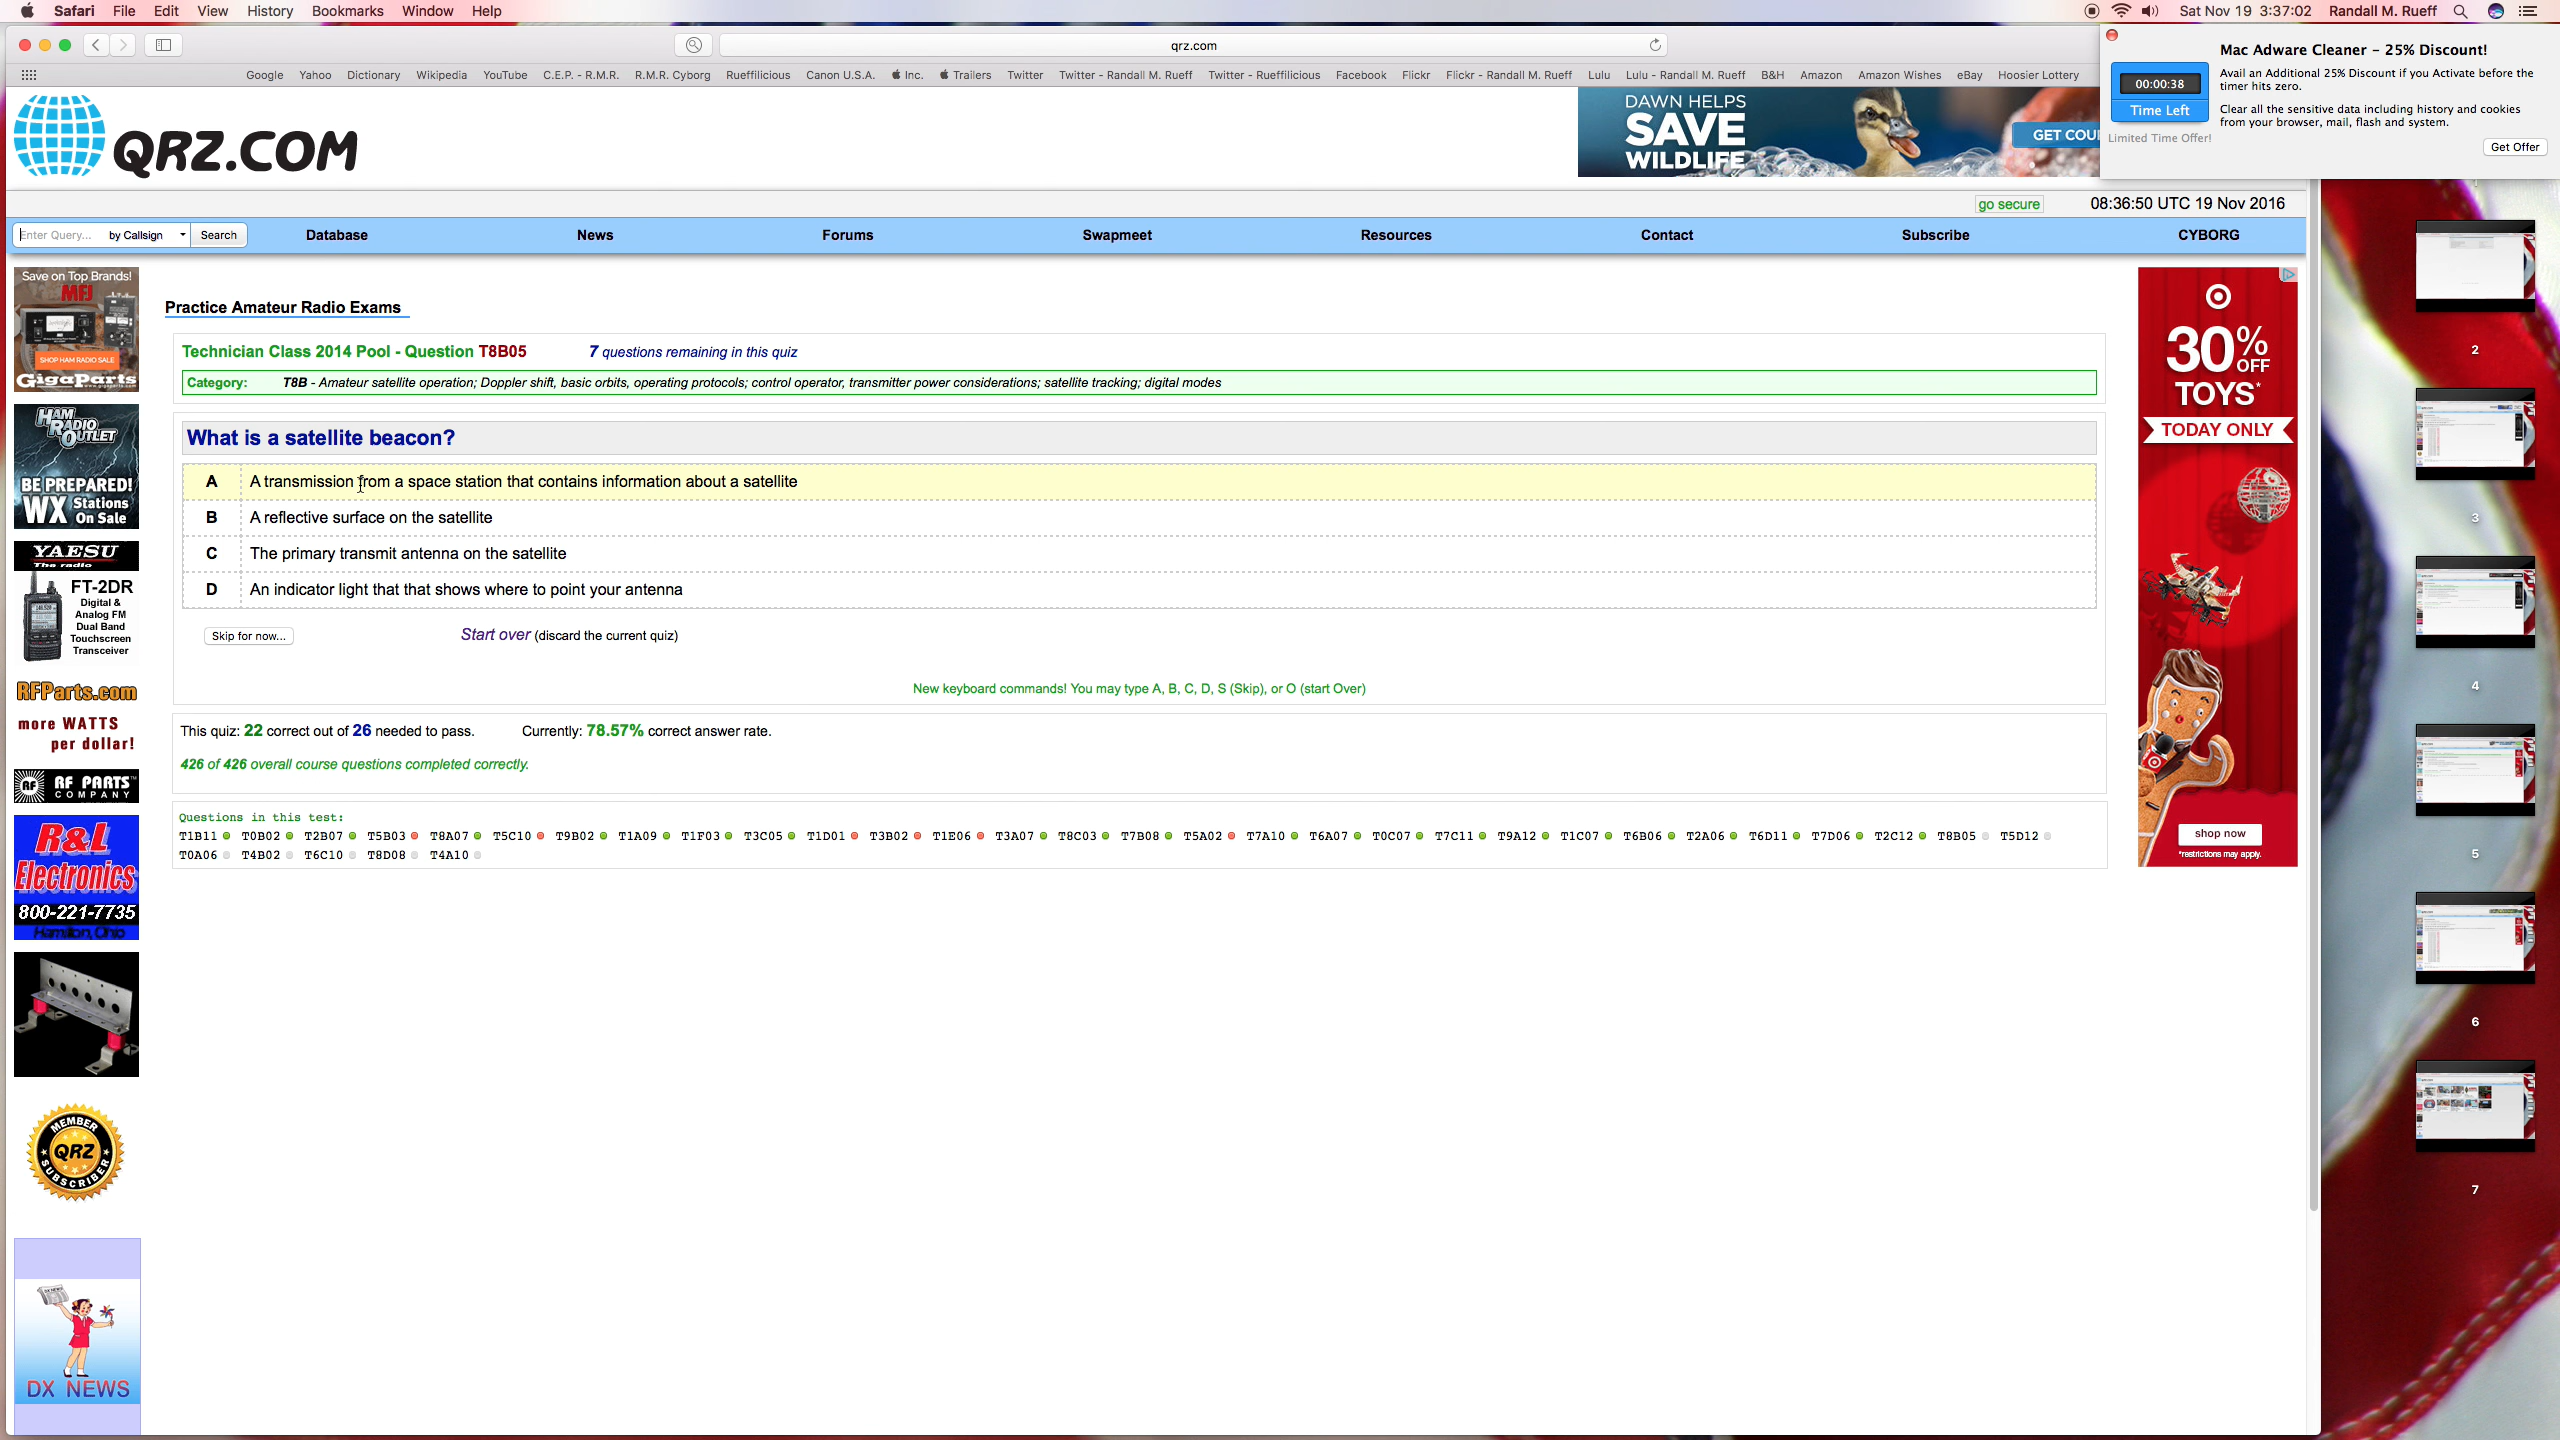 Safari File Edit View History Bookmarks Window Help
Sat Nov 19 3:37:02 Randall M. Rueff
qrz.com
Google Yahoo Dictionary Wikipedia YouTube C.E.P. - R.M.R. R.M.R. Cyborg Rueffilicious Canon U.S.A. Inc. Trailers Twitter Twitter - Randall M. Rueff Twitter - Rueffilicious Facebook Flickr Flickr - Randall M. Rueff Lulu Lulu - Randall M. Rueff B&H Amazon Amazon Wishes eBay Hoosier Lottery
Mac Adware Cleaner – 25% Discount!
Avail an Additional 25% Discount if you Activate before the
timer hits zero.
00:00:38
Time Left
Clear all the sensitive data including history and cookies
from your browser, mail, flash and system.
Limited Time Offer!
Get Offer
QRZ.COM
DAWN HELPS
SAVE
WILDLIFE
GET COU
go secure 08:36:50 UTC 19 Nov 2016
Enter Query... by Callsign Search Database News Forums Swapmeet Resources Contact Subscribe CYBORG
Save on Top Brands!
MFJ
SHOP HAM RADIO SALE
GigaParts
HAM
RADIO
OUTLET
BE PREPARED!
WX Stations
On Sale
YAESU
The radio
FT-2DR
Digital &
Analog FM
Dual Band
Touchscreen
Transceiver
RFParts.com
more WATTS
per dollar!
RF RF PARTS™
COMPANY
R&L
Electronics
800-221-7735
Hamilton, Ohio
MEMBER
QRZ
SUBSCRIBER
DX NEWS
DX NEWS
Practice Amateur Radio Exams
Technician Class 2014 Pool - Question T8B05 7 questions remaining in this quiz
Category: T8B - Amateur satellite operation; Doppler shift, basic orbits, operating protocols; control operator, transmitter power considerations; satellite tracking; digital modes
What is a satellite beacon?
A A transmission from a space station that contains information about a satellite
B A reflective surface on the satellite
C The primary transmit antenna on the satellite
D An indicator light that that shows where to point your antenna
Skip for now... Start over (discard the current quiz)
New keyboard commands! You may type A, B, C, D, S (Skip), or O (start Over)
This quiz: 22 correct out of 26 needed to pass. Currently: 78.57% correct answer rate.
426 of 426 overall course questions completed correctly.
Questions in this test:
T1B11 T0B02 T2B07 T5B03 T8A07 T5C10 T9B02 T1A09 T1F03 T3C05 T1D01 T3B02 T1E06 T3A07 T8C03 T7B08 T5A02 T7A10 T6A07 T0C07 T7C11 T9A12 T1C07 T6B06 T2A06 T6D11 T7D06 T2C12 T8B05 T5D12
T0A06 T4B02 T6C10 T8D08 T4A10
30% OFF
TOYS*
TODAY ONLY
shop now
*restrictions may apply.
2
3
4
5
6
7